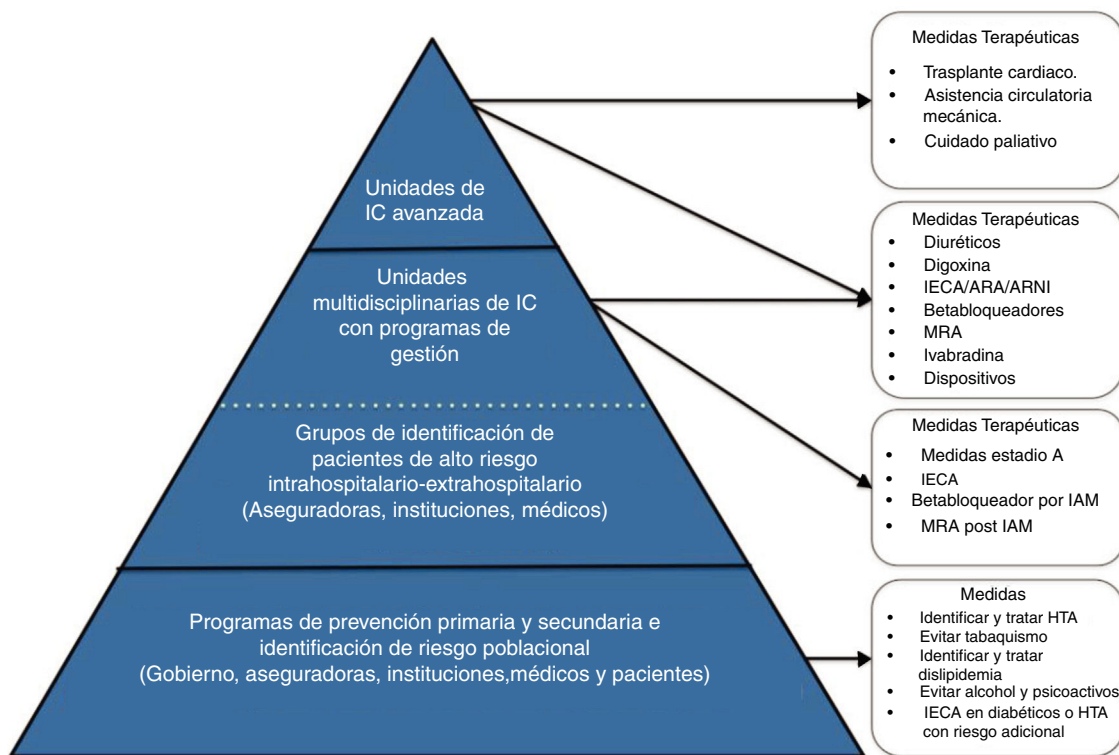 Unidades de
IC avanzada
Unidades
multidisciplinarias de IC
con programas de
gestión
Grupos de identificación de
pacientes de alto riesgo
intrahospitalario-extrahospitalario
(Aseguradoras, instituciones, médicos)
Programas de prevención primaria y secundaria e
identificación de riesgo poblacional
(Gobierno, aseguradoras, instituciones,médicos y pacientes)
Medidas Terapéuticas
• Trasplante cardiaco.
• Asistencia circulatoria
mecánica.
• Cuidado paliativo
Medidas Terapéuticas
• Diuréticos
• Digoxina
• IECA/ARA/ARNI
• Betabloqueadores
• MRA
• Ivabradina
• Dispositivos
Medidas Terapéuticas
• Medidas estadio A
• IECA
• Betabloqueador por IAM
• MRA post IAM
Medidas
• Identificar y tratar HTA
• Evitar tabaquismo
• Identificar y tratar
dislipidemia
• Evitar alcohol y psicoactivos
• IECA en diabéticos o HTA
con riesgo adicional